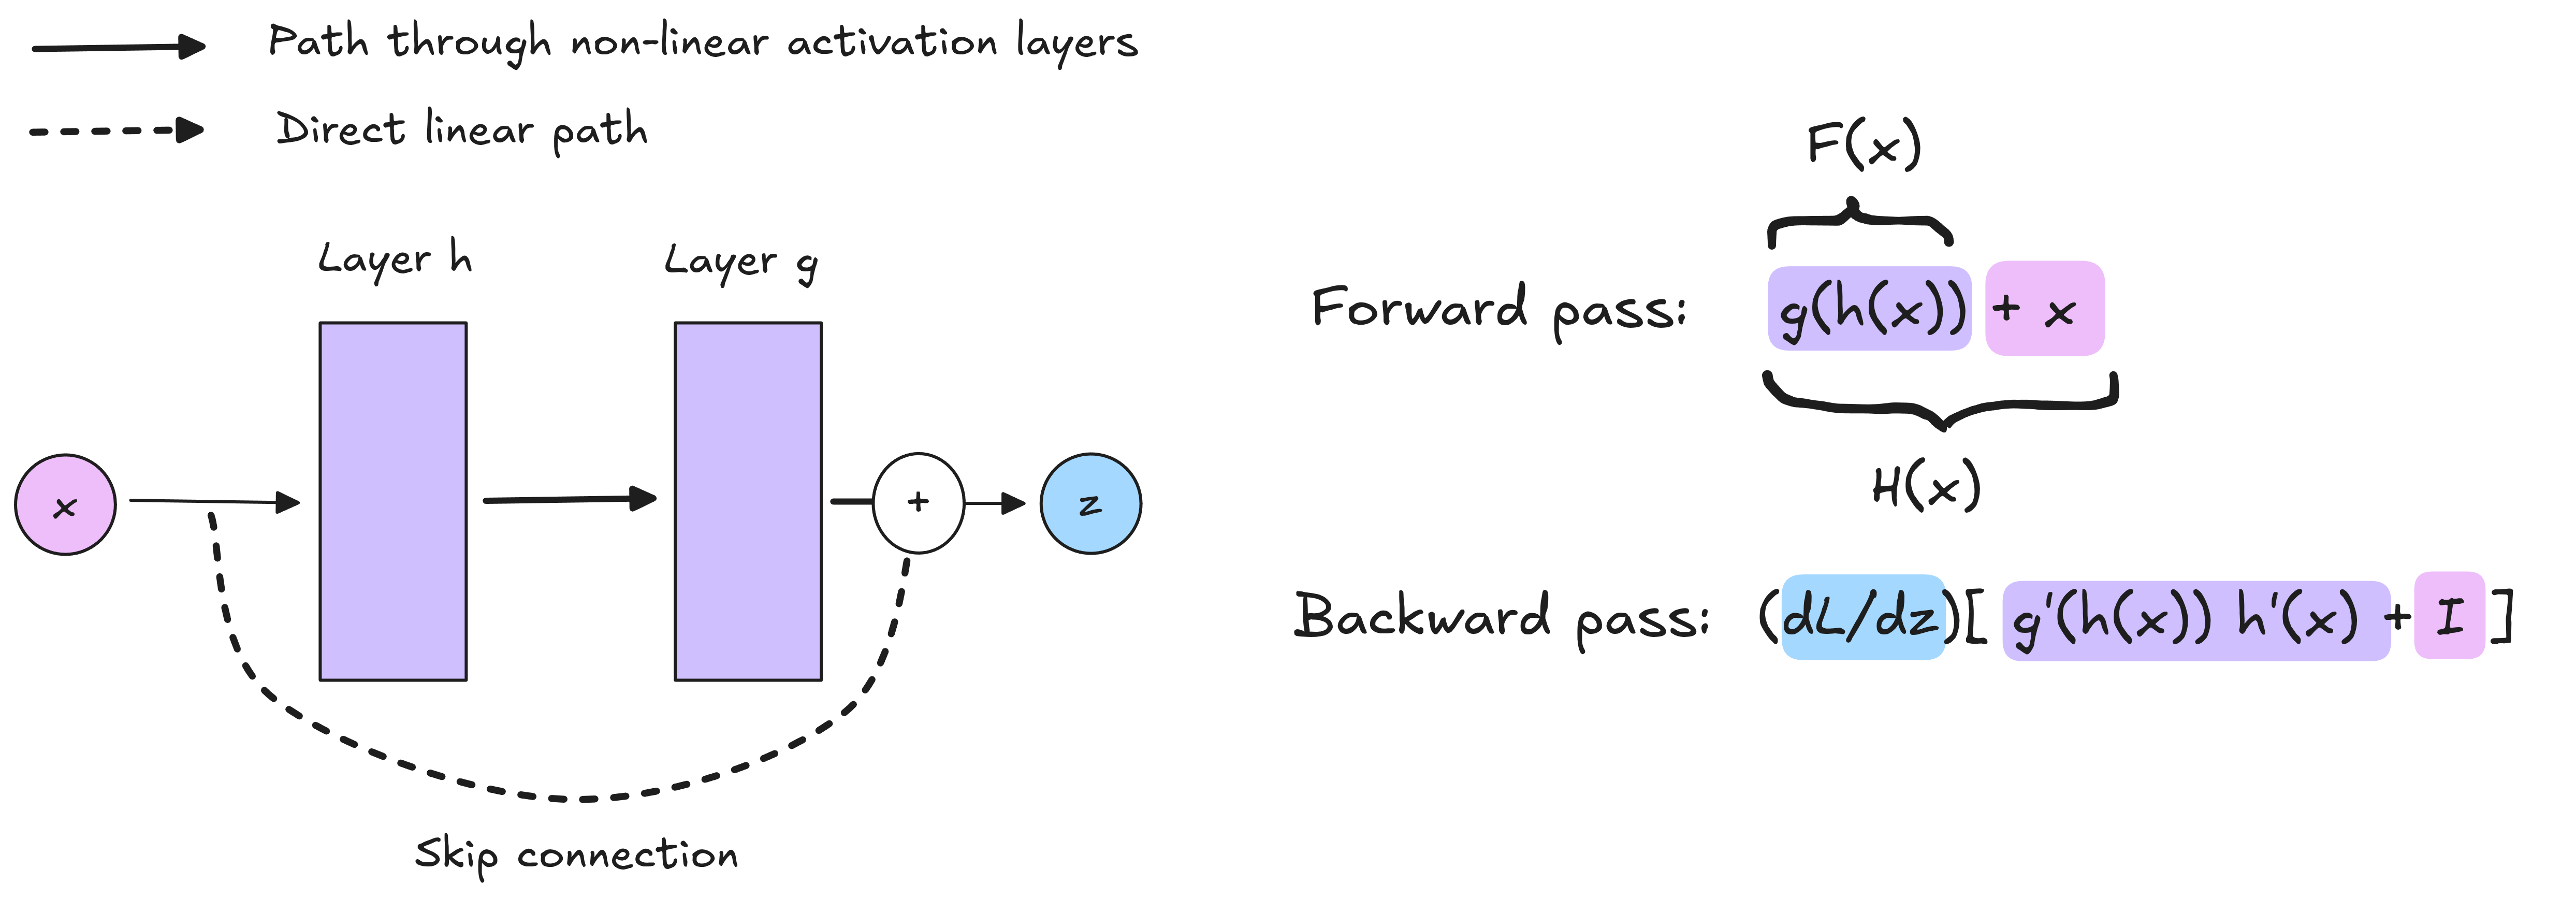 Path through non-linear activation layers
Direct linear path
Layer h
Layer g
x
+
z
Skip connection
F(x)
Forward pass: g(h(x)) + x
H(x)
Backward pass: (dL/dz)[ g'(h(x)) h'(x) + I ]